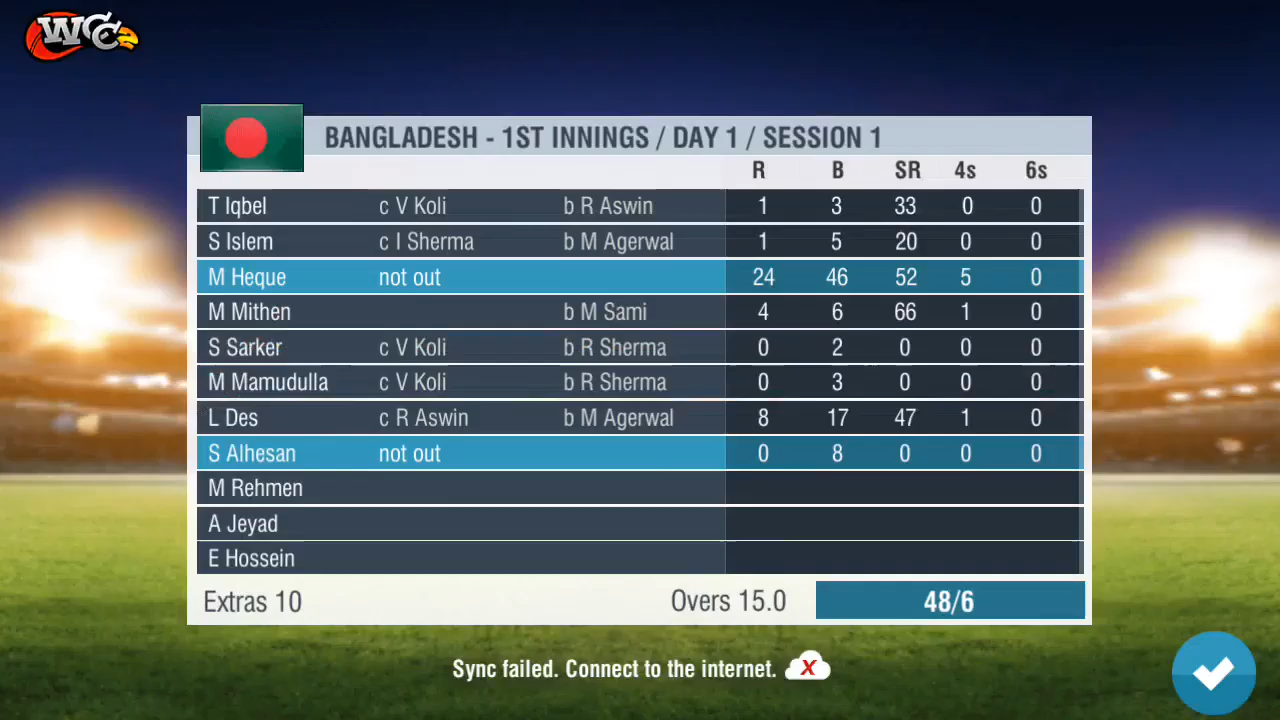 WCC
BANGLADESH - 1ST INNINGS / DAY 1 / SESSION 1
R B SR 4s 6s
T Iqbel c V Koli b R Aswin 1 3 33 0 0
S Islem c I Sherma b M Agerwal 1 5 20 0 0
M Heque not out 24 46 52 5 0
M Mithen b M Sami 4 6 66 1 0
S Sarker c V Koli b R Sherma 0 2 0 0 0
M Mamudulla c V Koli b R Sherma 0 3 0 0 0
L Des c R Aswin b M Agerwal 8 17 47 1 0
S Alhesan not out 0 8 0 0 0
M Rehmen
A Jeyad
E Hossein
Extras 10 Overs 15.0 48/6
Sync failed. Connect to the internet. X